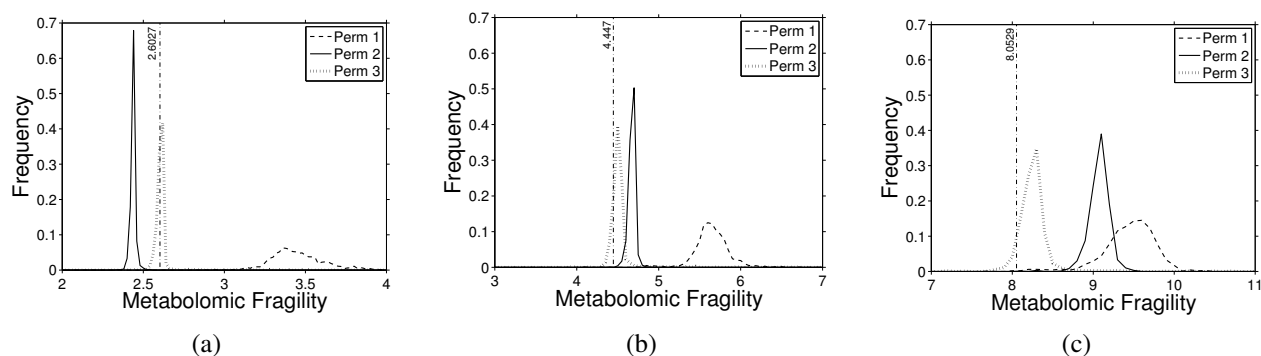 0.7
0.6
0.5
0.4
0.3
0.2
0.1
0
Frequency
2.6027
Perm 1
Perm 2
Perm 3
2
2.5
3
3.5
4
Metabolomic Fragility
(a)
0.7
0.6
0.5
0.4
0.3
0.2
0.1
0
Frequency
4.447
Perm 1
Perm 2
Perm 3
3
4
5
6
7
Metabolomic Fragility
(b)
0.7
0.6
0.5
0.4
0.3
0.2
0.1
0
Frequency
8.0529
Perm 1
Perm 2
Perm 3
7
8
9
10
11
Metabolomic Fragility
(c)